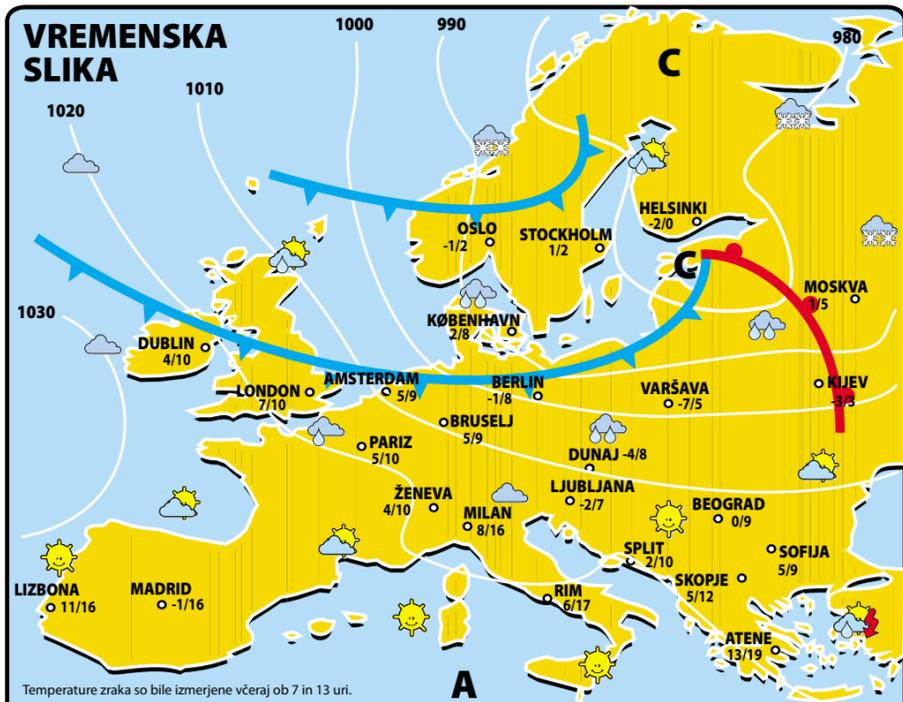 VREMENSKA
SLIKA
1000
990
980
C
1010
1020
HELSINKI
-2/0
OSLO
-1/2
STOCKHOLM
1/2
C
MOSKVA
1/5
1030
KØBENHAVN
2/8
DUBLIN
4/10
AMSTERDAM
5/9
BERLIN
-1/8
VARŠAVA
-7/5
KIJEV
-3/3
LONDON
7/10
BRUSELJ
5/9
PARIZ
5/10
DUNAJ -4/8
ŽENEVA
4/10
LJUBLJANA
-2/7
MILAN
8/16
BEOGRAD
0/9
SPLIT
2/10
SOFIJA
5/9
SKOPJE
5/12
LIZBONA
11/16
MADRID
-1/16
RIM
6/17
ATENE
13/19
A
Temperature zraka so bile izmerjene včeraj ob 7 in 13 uri.